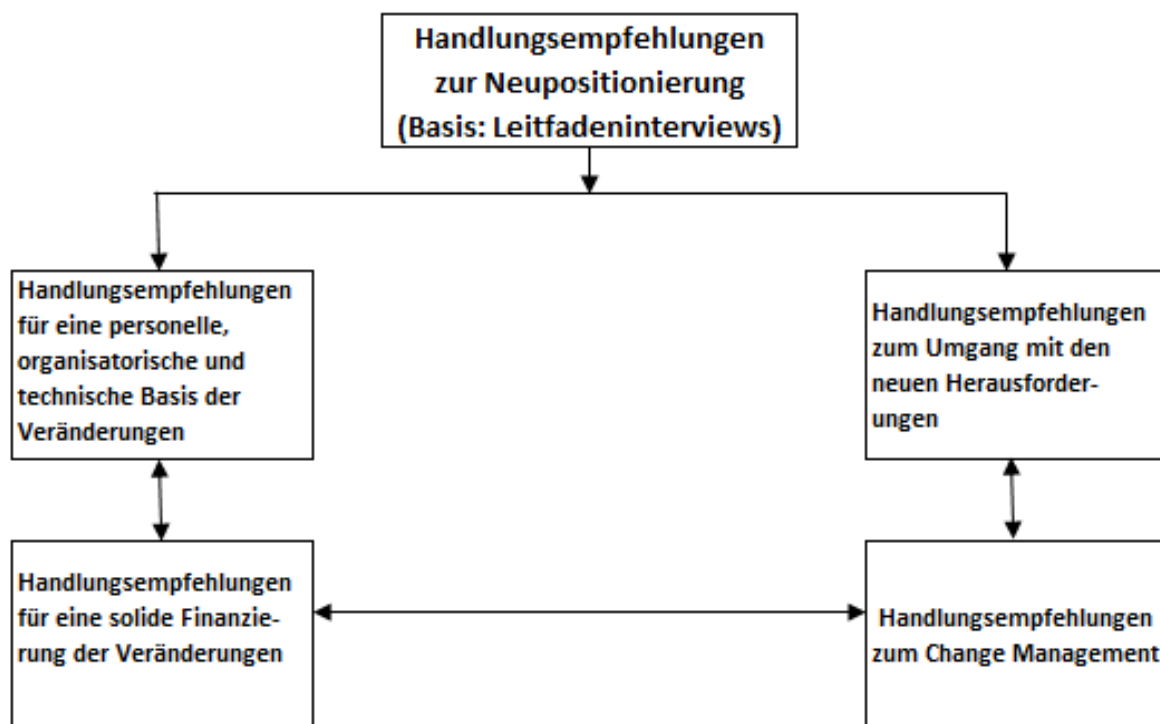 Handlungsempfehlungen
zur Neupositionierung
(Basis: Leitfadeninterviews)
Handlungsempfehlungen
für eine personelle,
organisatorische und
technische Basis der
Veränderungen
Handlungsempfehlungen
zum Umgang mit den
neuen Herausforder-
ungen
Handlungsempfehlungen
für eine solide Finanzie-
rung der Veränderungen
Handlungsempfehlungen
zum Change Management